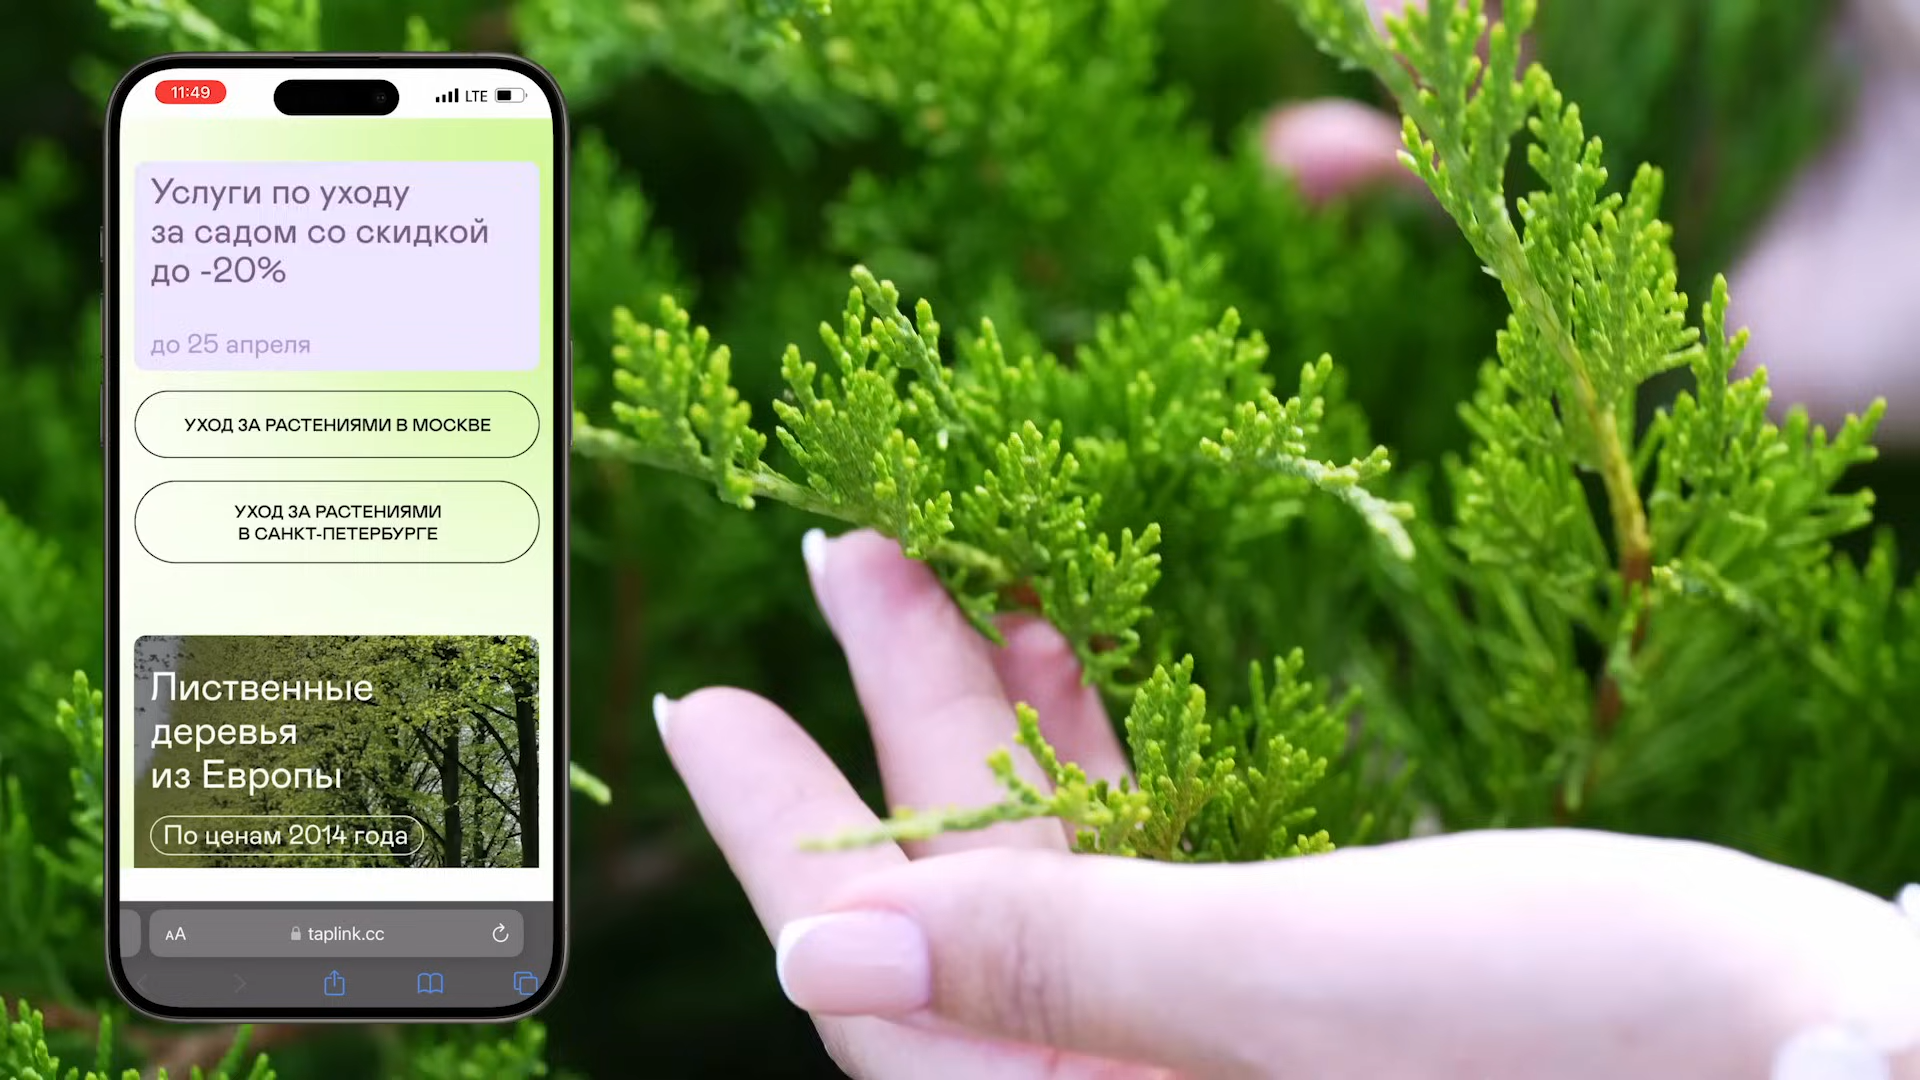 11:49
LTE
Услуги по уходу
за садом со скидкой
до -20%
до 25 апреля
УХОД ЗА РАСТЕНИЯМИ В МОСКВЕ
УХОД ЗА РАСТЕНИЯМИ
В САНКТ-ПЕТЕРБУРГЕ
Лиственные
деревья
из Европы
По ценам 2014 года
AA
taplink.cc